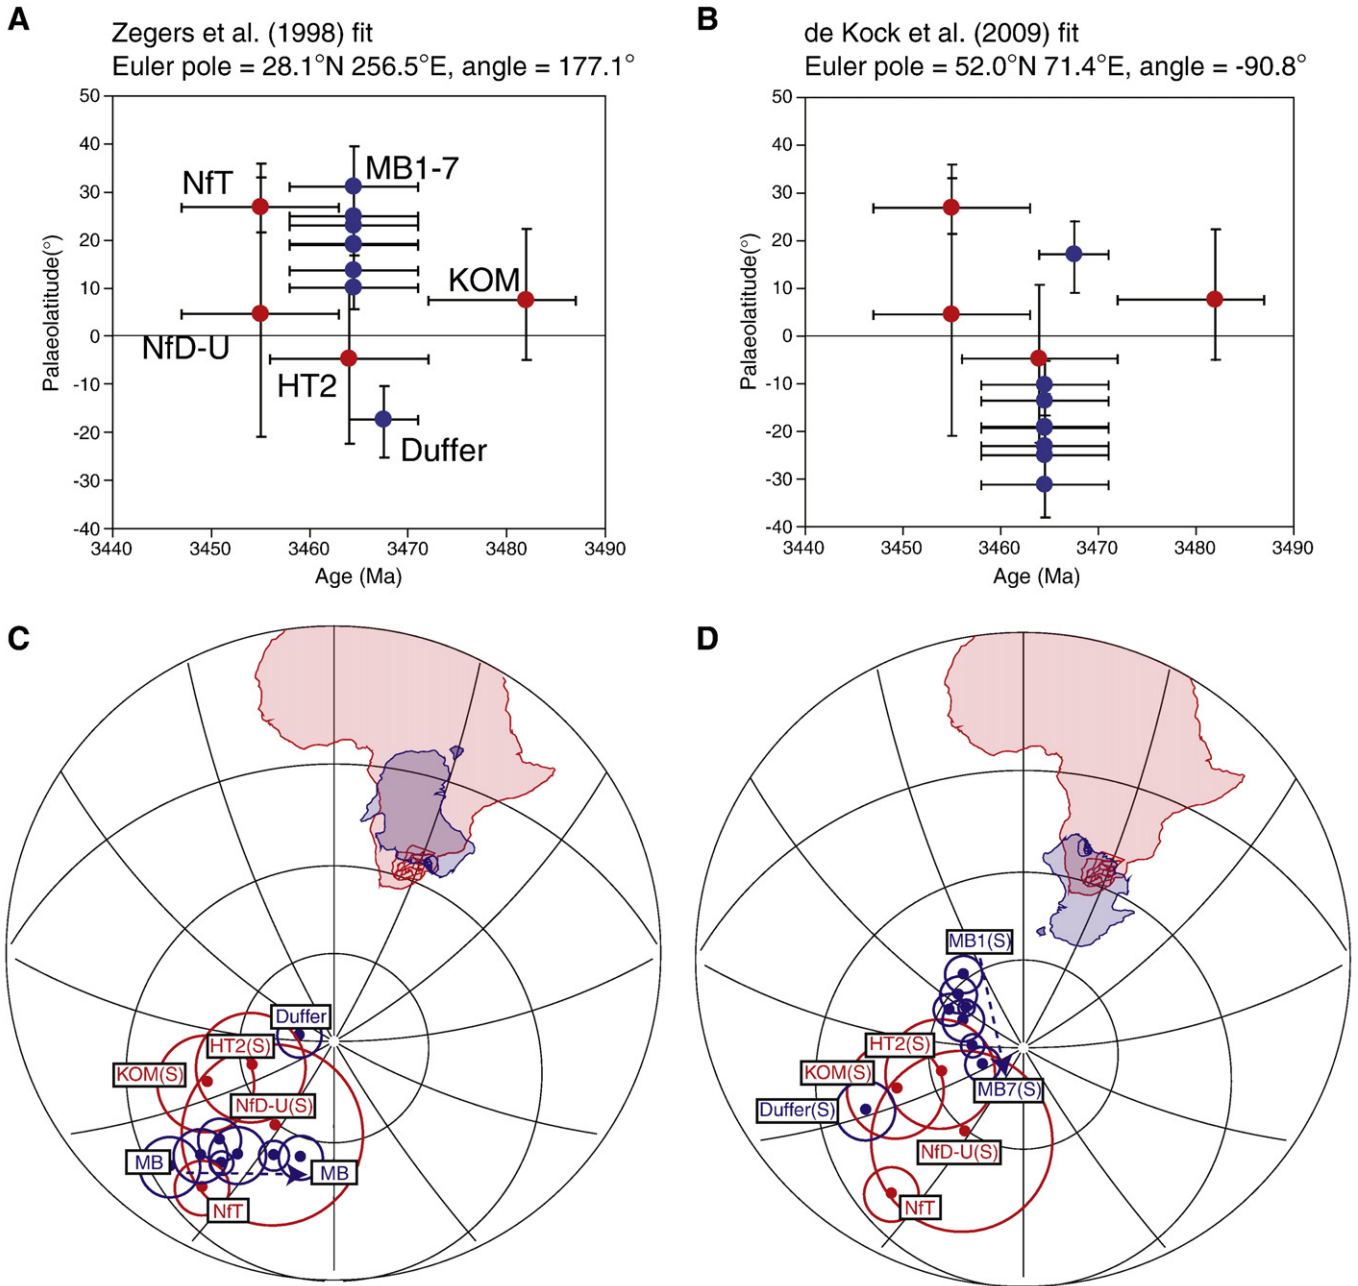 A
Zegers et al. (1998) fit
Euler pole = 28.1°N 256.5°E, angle = 177.1°
50
40
30
20
10
0
-10
-20
-30
-40
Palaeolatitude(°)
NfT
MB1-7
KOM
NfD-U
HT2
Duffer
3440
3450
3460
3470
3480
3490
Age (Ma)
B
de Kock et al. (2009) fit
Euler pole = 52.0°N 71.4°E, angle = -90.8°
50
40
30
20
10
0
-10
-20
-30
-40
Palaeolatitude(°)
3440
3450
3460
3470
3480
3490
Age (Ma)
C
Duffer
HT2(S)
KOM(S)
NfD-U(S)
MB
MB
NfT
D
MB1(S)
HT2(S)
KOM(S)
MB7(S)
Duffer(S)
NfD-U(S)
NfT